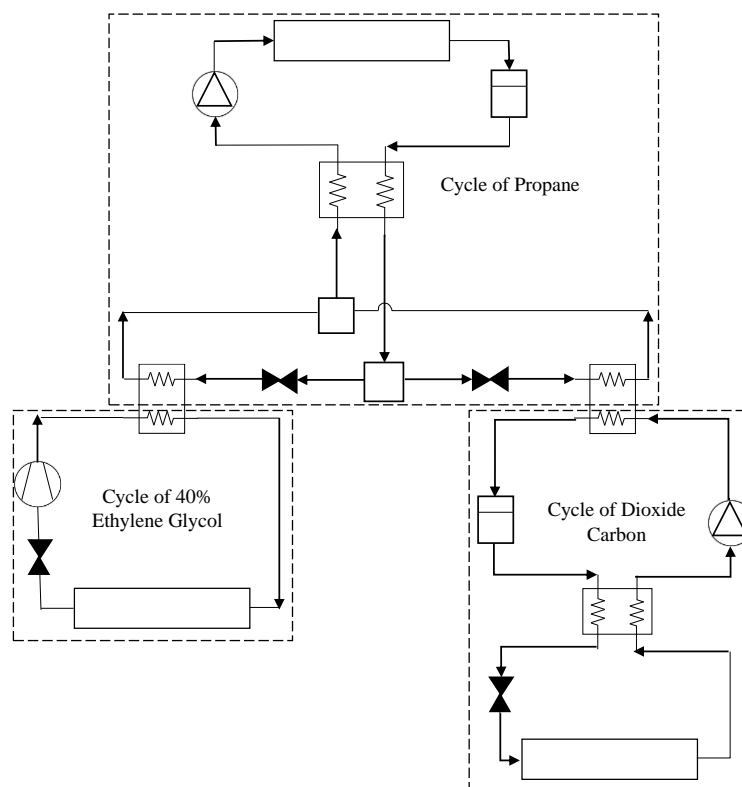 Cycle of Propane
Cycle of 40%
Ethylene Glycol
Cycle of Dioxide
Carbon